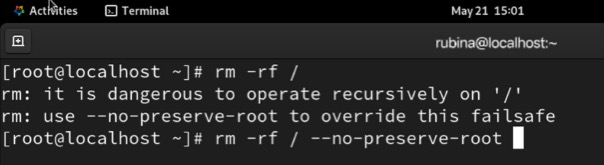 Activities Terminal May 21 15:01
rubina@localhost:~
[root@localhost ~]# rm -rf /
rm: it is dangerous to operate recursively on '/'
rm: use --no-preserve-root to override this failsafe
[root@localhost ~]# rm -rf / --no-preserve-root